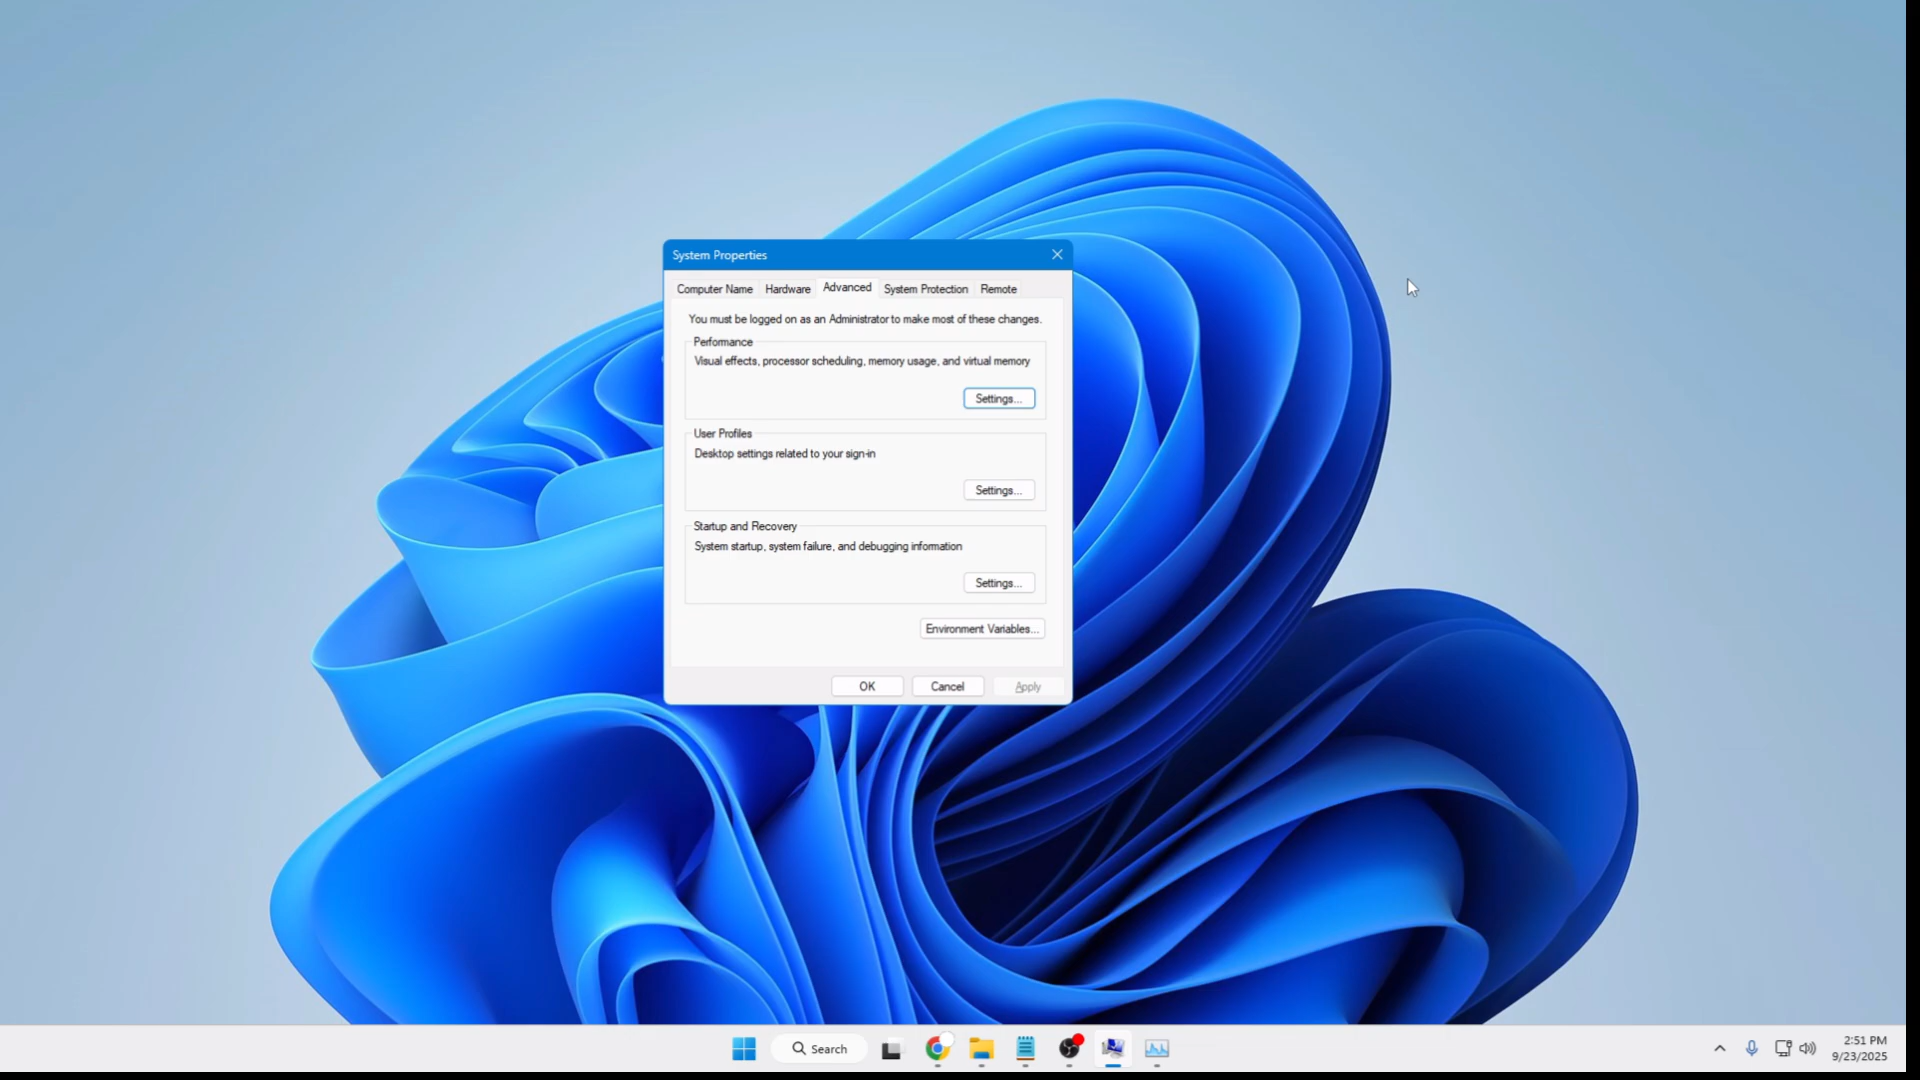 System Properties
Computer Name Hardware Advanced System Protection Remote
You must be logged on as an Administrator to make most of these changes.
Performance
Visual effects, processor scheduling, memory usage, and virtual memory
Settings...
User Profiles
Desktop settings related to your sign-in
Settings...
Startup and Recovery
System startup, system failure, and debugging information
Settings...
Environment Variables...
OK Cancel Apply
Search
2:51 PM
9/23/2025